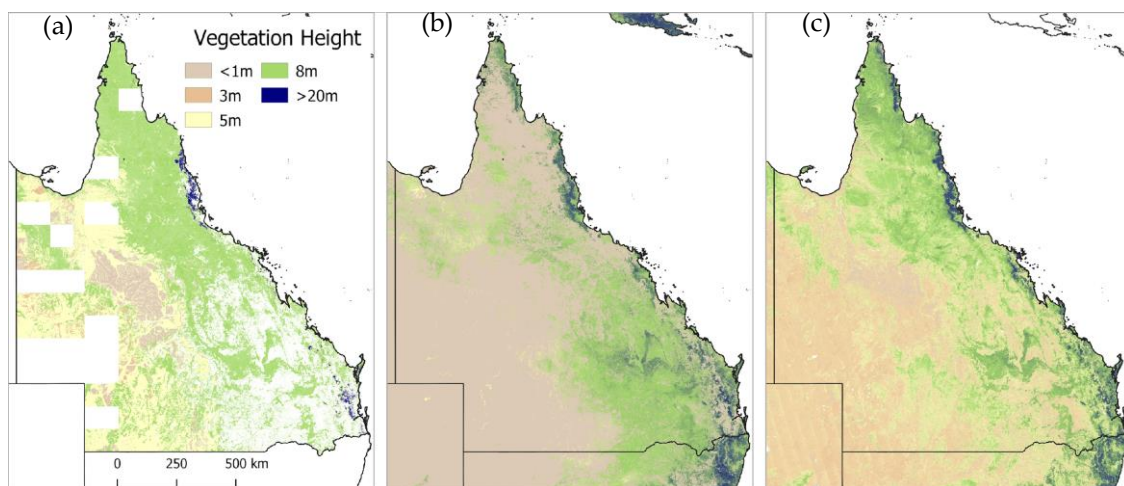 (a)
(b)
(c)
Vegetation Height
<1m 8m
3m >20m
5m
0 250 500 km